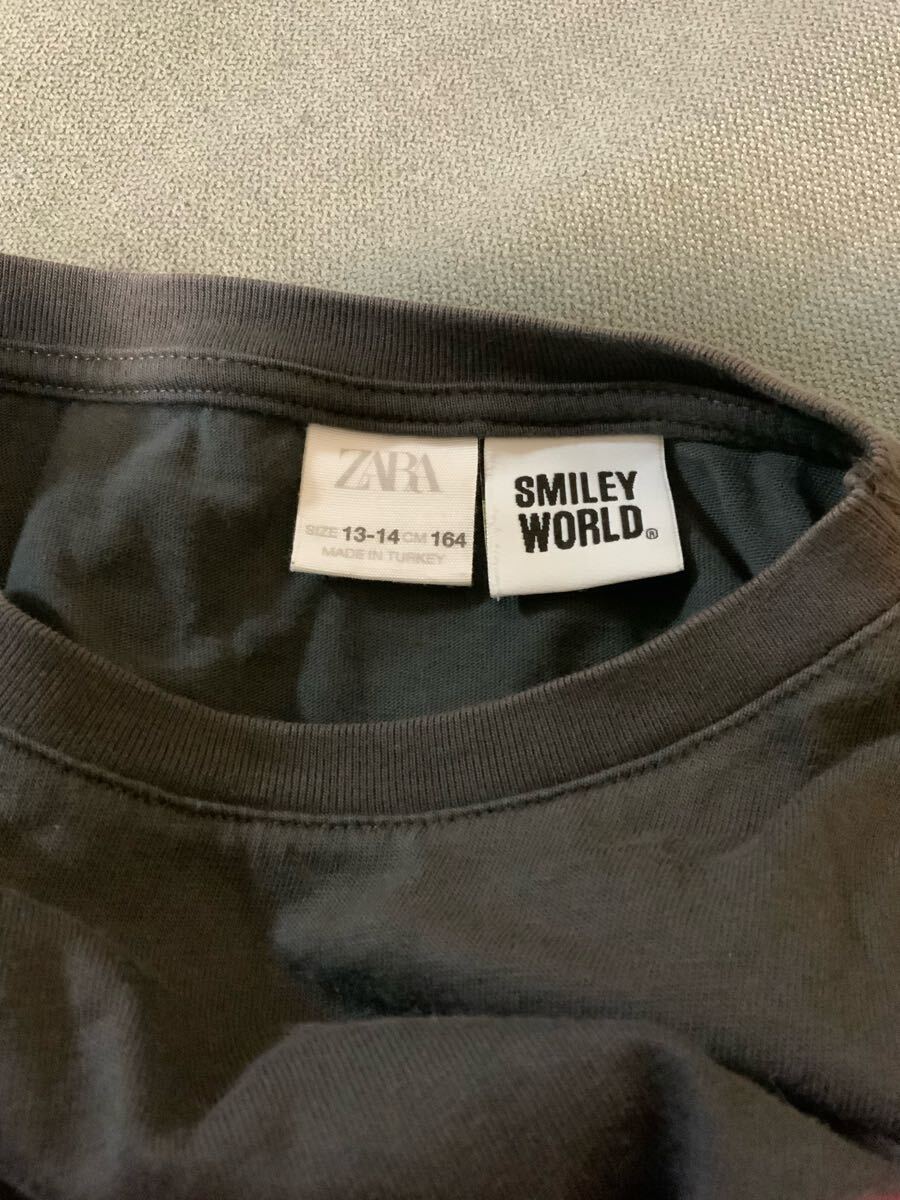 ZARA
SIZE 13-14 CM 164
MADE IN TURKEY
SMILEY
WORLD®